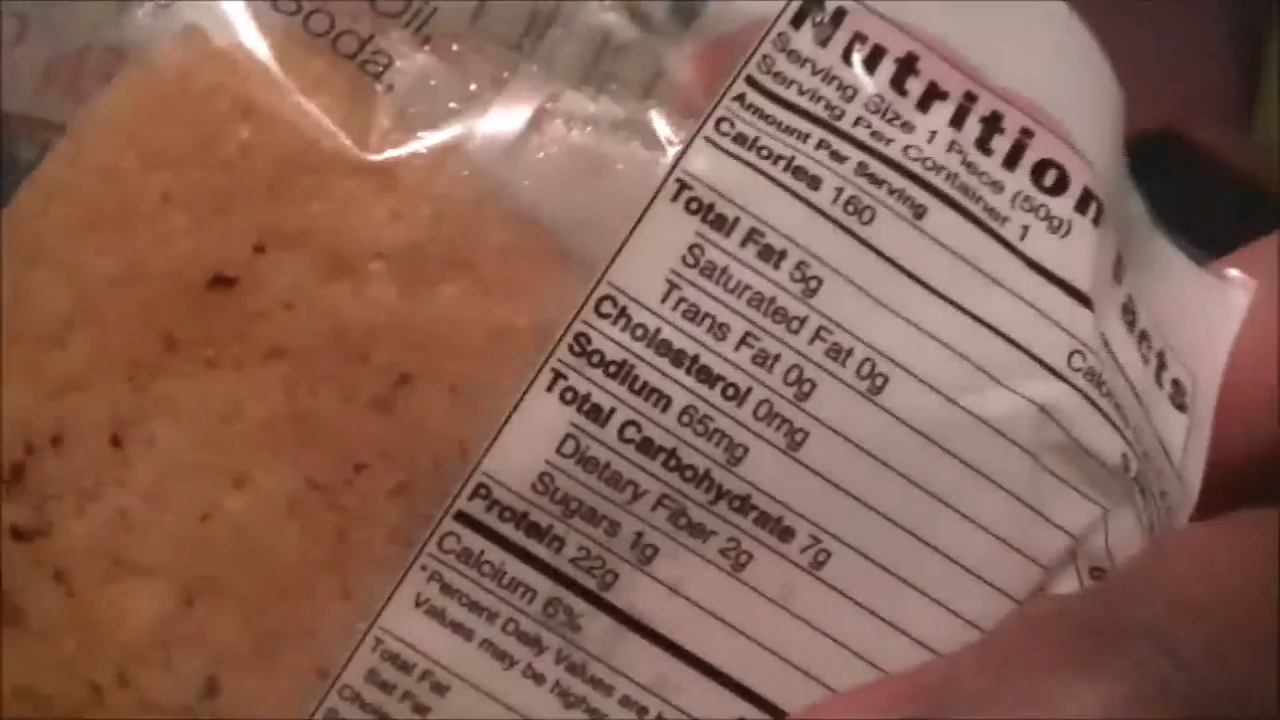 Oil,
Soda,
Nutrition Facts
Serving Size 1 Piece (50g)
Serving Per Container 1
Amount Per Serving
Calories 160
Total Fat 5g
Saturated Fat 0g
Trans Fat 0g
Cholesterol 0mg
Sodium 65mg
Total Carbohydrate 7g
Dietary Fiber 2g
Sugars 1g
Protein 22g
Calcium 6%
*Percent Daily Values are
Values may be higher
Total Fat
Sat Fat